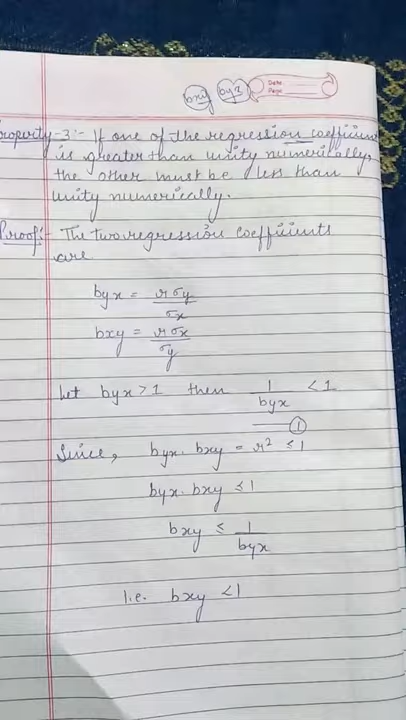 bxy byx Date
Page
roperty-3:- If one of the regression coefficient
is greater than unity numerically,
the other must be less than
unity numerically.
Proof:- The two regression coefficients
are
byx = rσy/σx
bxy = rσx/σy
Let byx > 1 then 1/byx < 1
①
Since, byx. bxy = r² ≤ 1
byx. bxy ≤ 1
bxy ≤ 1/byx
I.e. bxy < 1